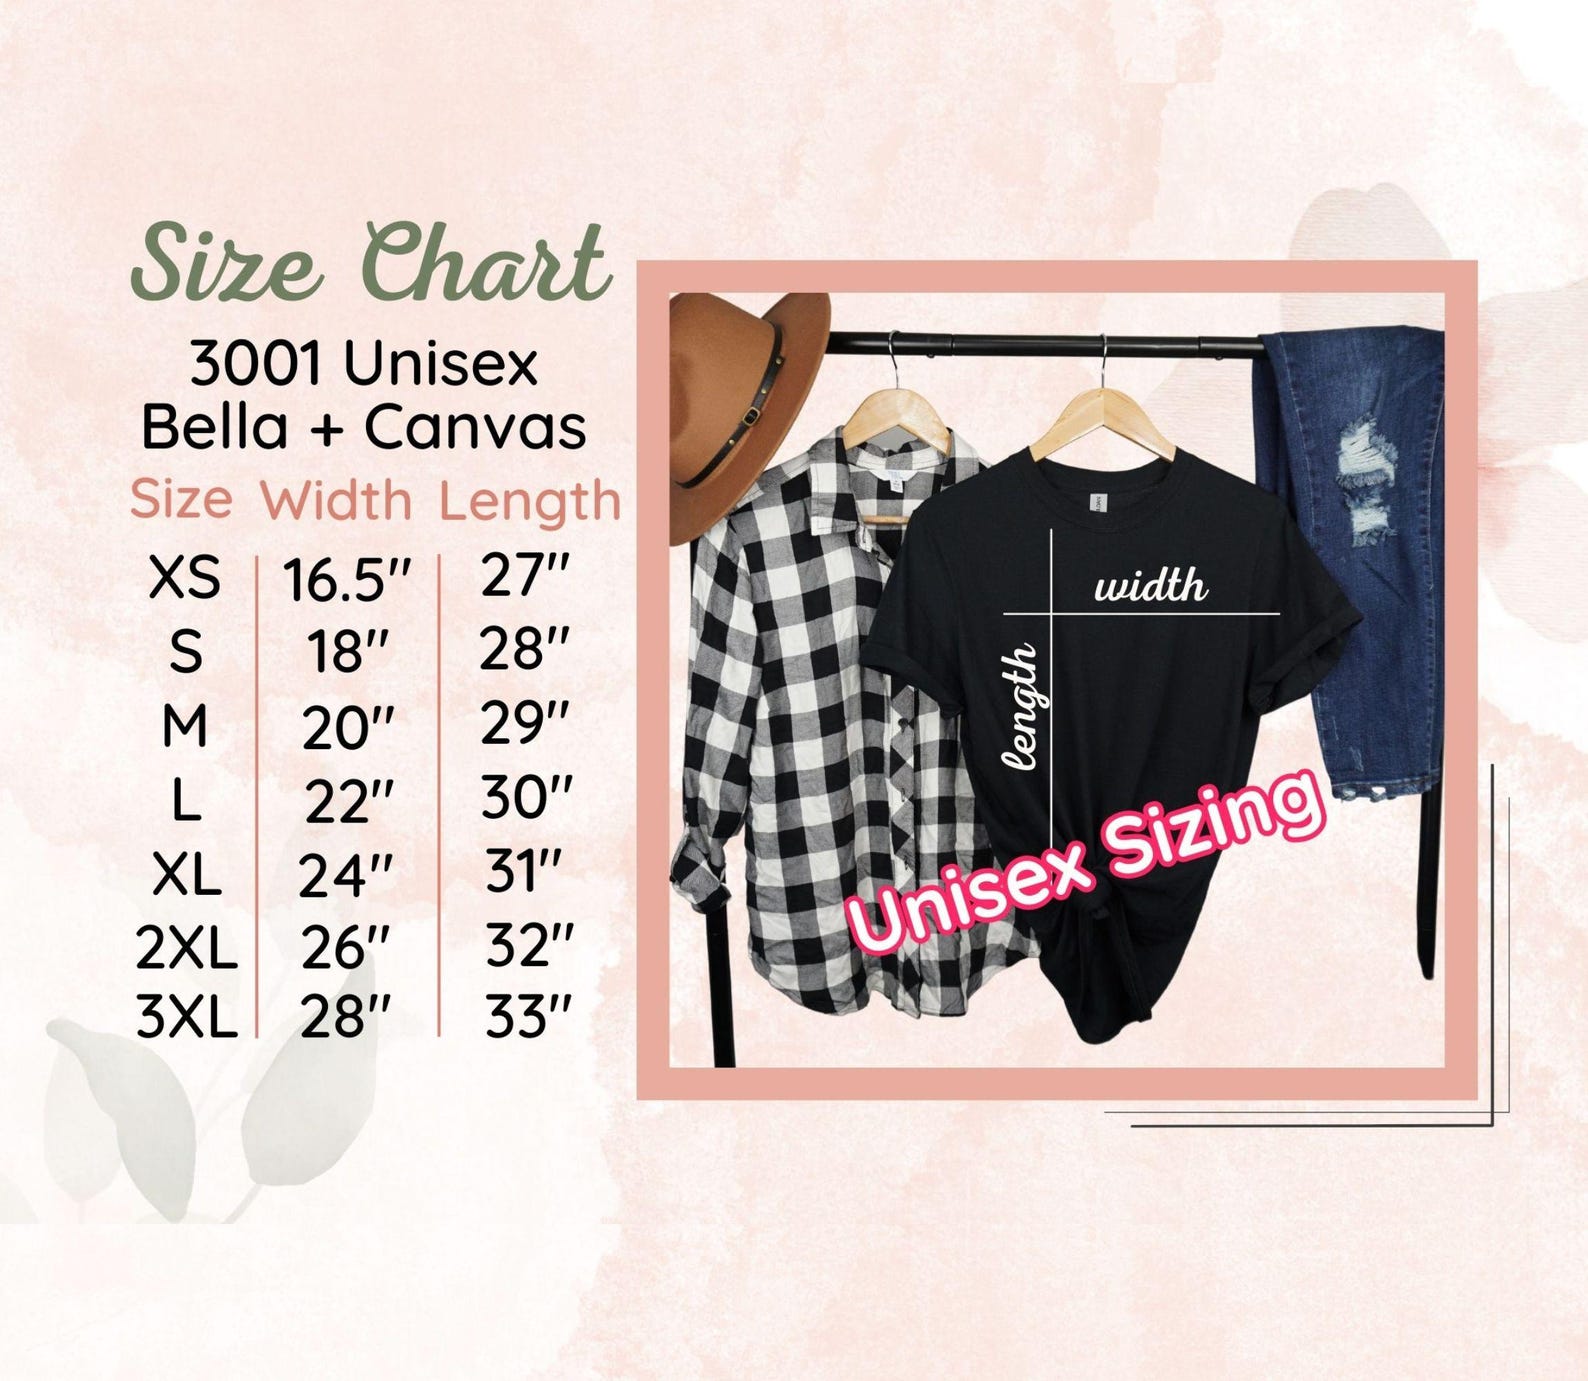 Size Chart
3001 Unisex
Bella + Canvas
Size Width Length
XS 16.5" 27"
S 18" 28"
M 20" 29"
L 22" 30"
XL 24" 31"
2XL 26" 32"
3XL 28" 33"
width
length
Unisex Sizing